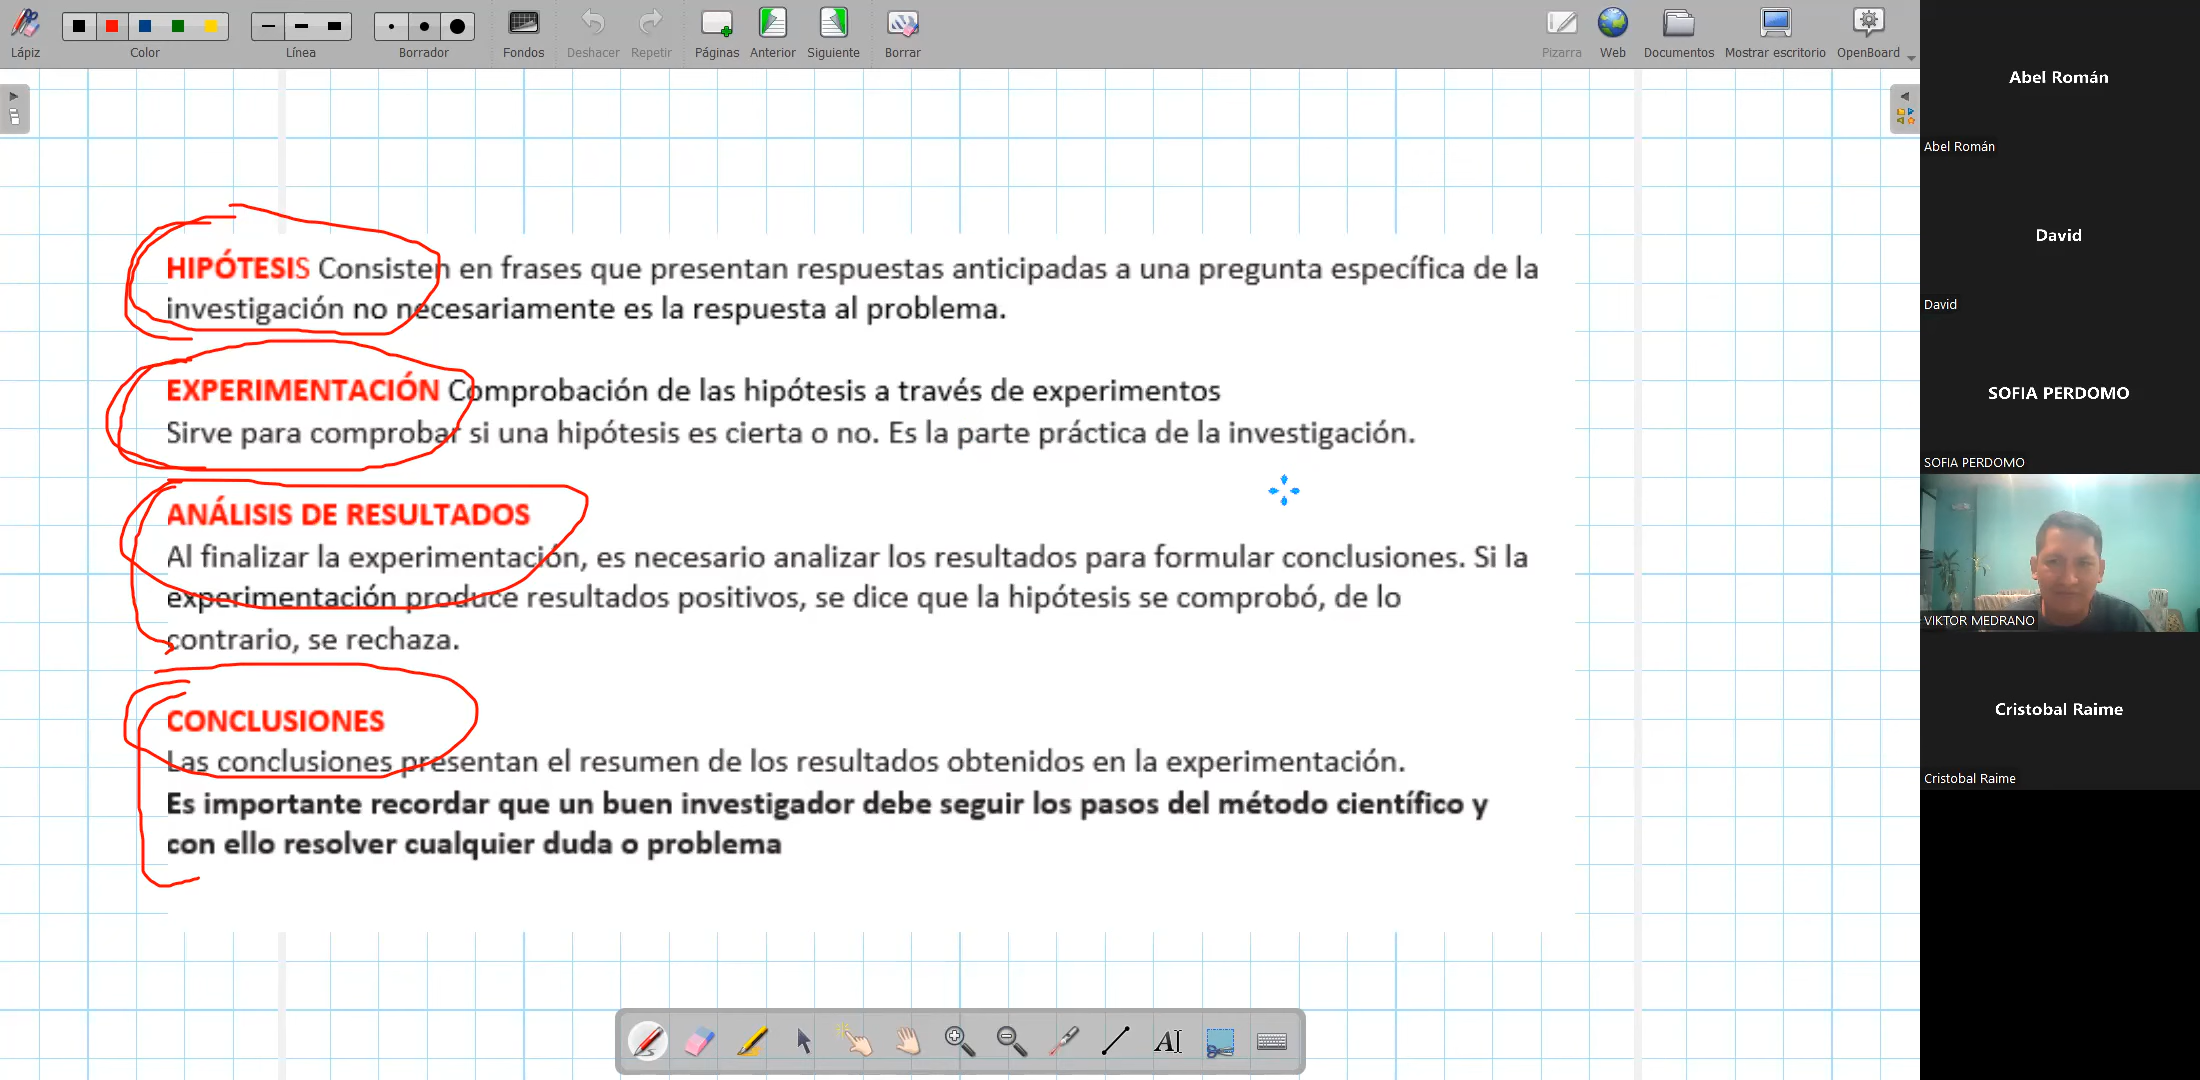 Lápiz
Color
Línea
Borrador
Fondos
Deshacer
Repetir
Páginas
Anterior
Siguiente
Borrar
Pizarra
Web
Documentos
Mostrar escritorio
OpenBoard
HIPÓTESIS Consisten en frases que presentan respuestas anticipadas a una pregunta específica de la
investigación no necesariamente es la respuesta al problema.
EXPERIMENTACIÓN Comprobación de las hipótesis a través de experimentos
Sirve para comprobar si una hipótesis es cierta o no. Es la parte práctica de la investigación.
ANÁLISIS DE RESULTADOS
Al finalizar la experimentación, es necesario analizar los resultados para formular conclusiones. Si la
experimentación produce resultados positivos, se dice que la hipótesis se comprobó, de lo
contrario, se rechaza.
CONCLUSIONES
Las conclusiones presentan el resumen de los resultados obtenidos en la experimentación.
Es importante recordar que un buen investigador debe seguir los pasos del método científico y
con ello resolver cualquier duda o problema
AI
Abel Román
Abel Román
David
David
SOFIA PERDOMO
SOFIA PERDOMO
VIKTOR MEDRANO
Cristobal Raime
Cristobal Raime